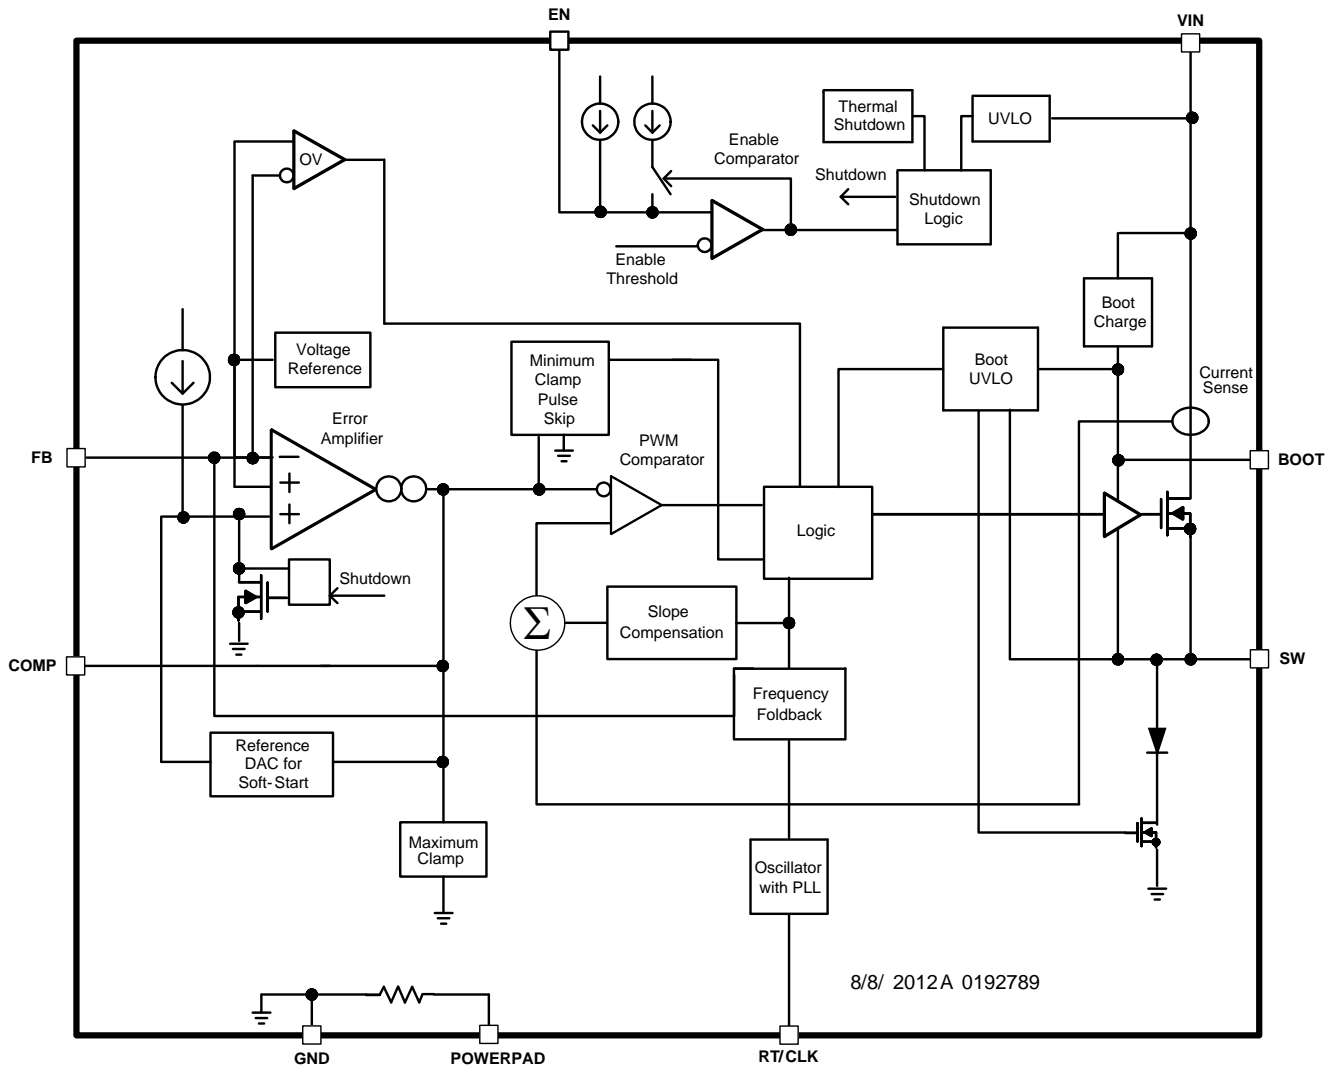 EN
VIN
Thermal
Shutdown
UVLO
Enable
Comparator
Shutdown
Shutdown
Logic
OV
Enable
Threshold
Boot
Charge
Voltage
Reference
Minimum
Clamp
Pulse
Skip
Boot
UVLO
Current
Sense
Error
Amplifier
PWM
Comparator
FB
BOOT
−
+
+
Logic
Shutdown
Slope
Compensation
Σ
COMP
SW
Frequency
Foldback
Reference
DAC for
Soft-Start
Maximum
Clamp
Oscillator
with PLL
8/8/ 2012A 0192789
GND
POWERPAD
RT/CLK